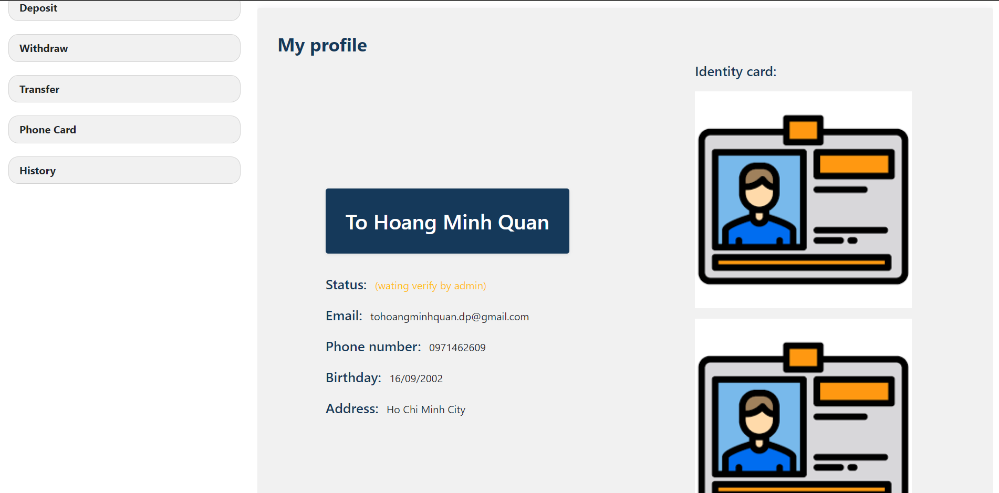 Deposit
Withdraw
Transfer
Phone Card
History
My profile
To Hoang Minh Quan
Status: (wating verify by admin)
Email: tohoangminhquan.dp@gmail.com
Phone number: 0971462609
Birthday: 16/09/2002
Address: Ho Chi Minh City
Identity card: